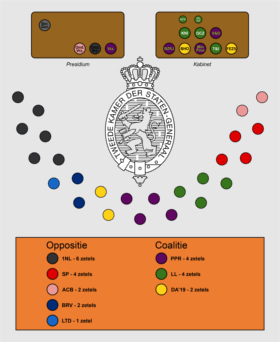 Presidium
Kabinet
TWEEDE KAMER DER STATEN-GENERAAL
Oppositie
Coalitie
1NL - 6 zetels
PPR - 4 zetels
SP - 4 zetels
LL - 4 zetels
ACB - 2 zetels
DA'19 - 2 zetels
BRV - 2 zetels
LTD - 1 zetel